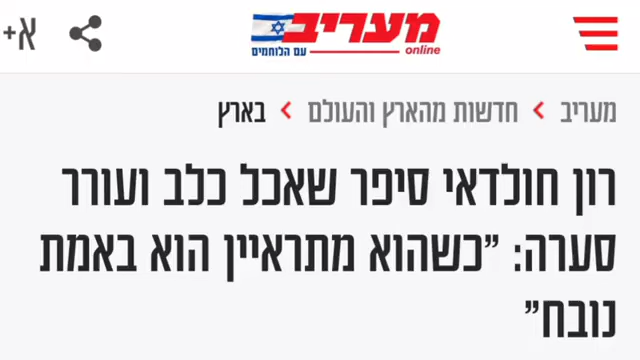 א+
מעריב
online
עם הלוחמים
מעריב > חדשות מהארץ והעולם > בארץ
רון חולדאי סיפר שאכל כלב ועורר
סערה: "כשהוא מתראיין הוא באמת
נובח"